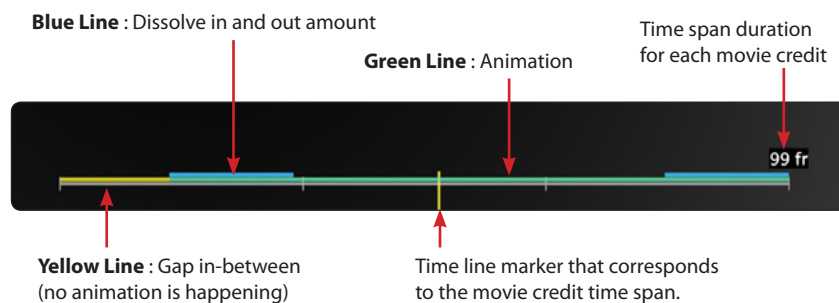 Blue Line : Dissolve in and out amount
Green Line : Animation
Time span duration
for each movie credit
99 fr
Yellow Line : Gap in-between
(no animation is happening)
Time line marker that corresponds
to the movie credit time span.